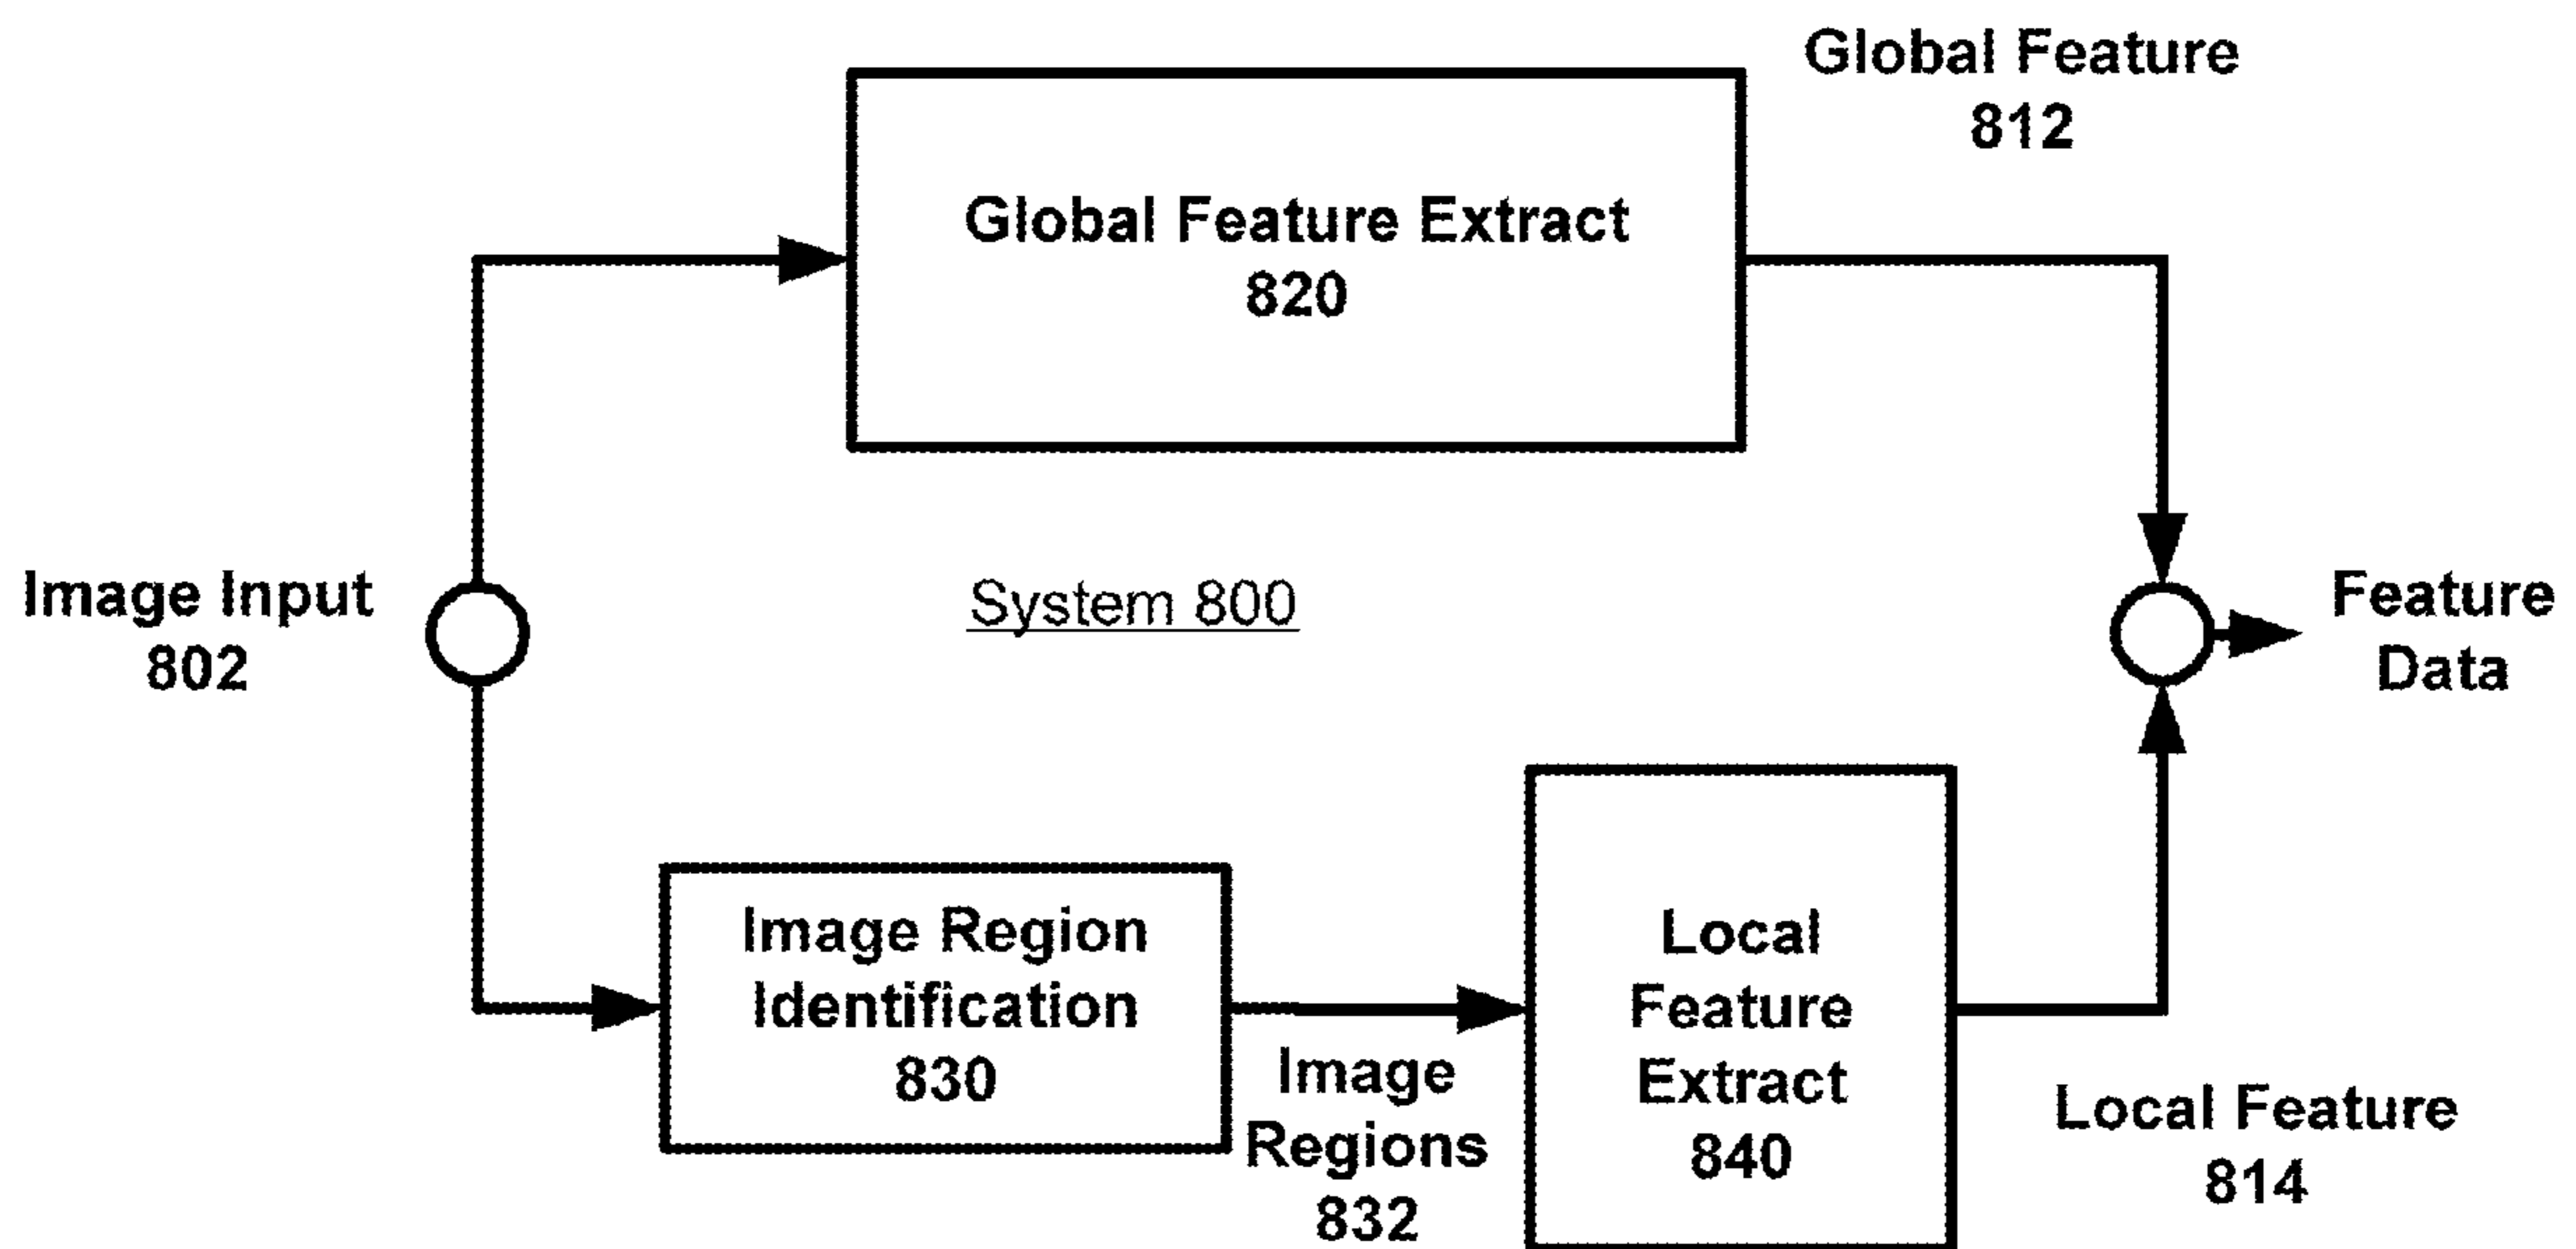 Global Feature
812
Global Feature Extract
820
Image Input
802
System 800
Feature
Data
Image Region
Identification
830
Image
Regions
832
Local
Feature
Extract
840
Local Feature
814